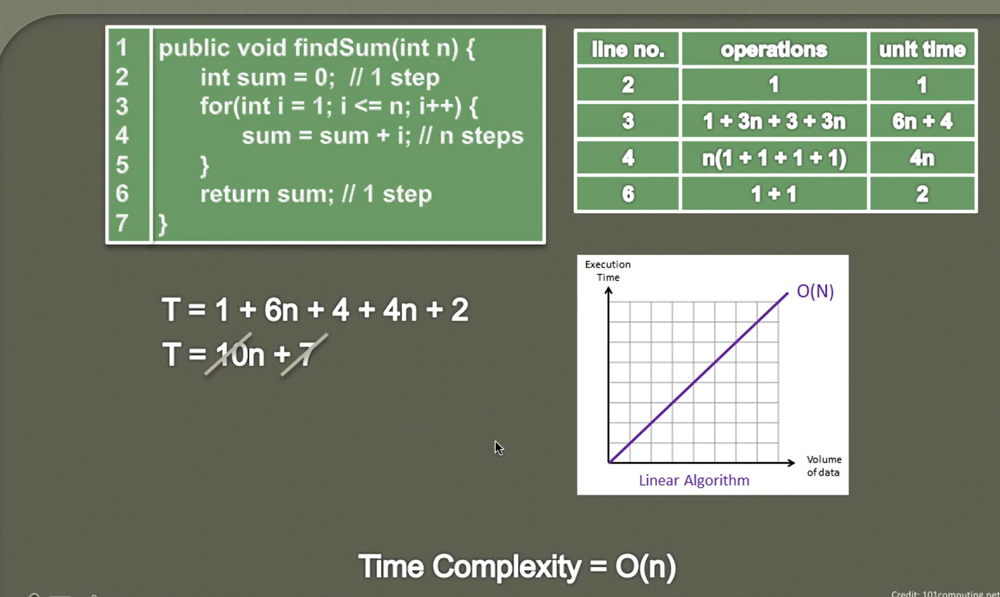 1 public void findSum(int n) {
2 int sum = 0; // 1 step
3 for(int i = 1; i <= n; i++) {
4 sum = sum + i; // n steps
5 }
6 return sum; // 1 step
7 }
line no. operations unit time
2 1 1
3 1 + 3n + 3 + 3n 6n + 4
4 n(1 + 1 + 1 + 1) 4n
6 1 + 1 2
T = 1 + 6n + 4 + 4n + 2
T = 10n + 7
Execution
Time
O(N)
Volume
of data
Linear Algorithm
Time Complexity = O(n)
Credit: 101computing.net